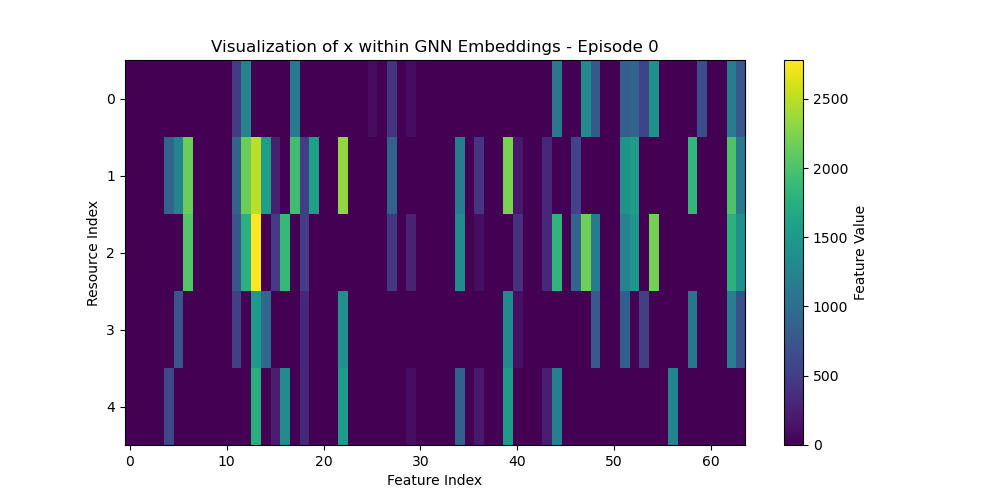 Visualization of x within GNN Embeddings - Episode 0
Resource Index
0
1
2
3
4
0 10 20 30 40 50 60
Feature Index
2500
2000
1500
1000
500
0
Feature Value